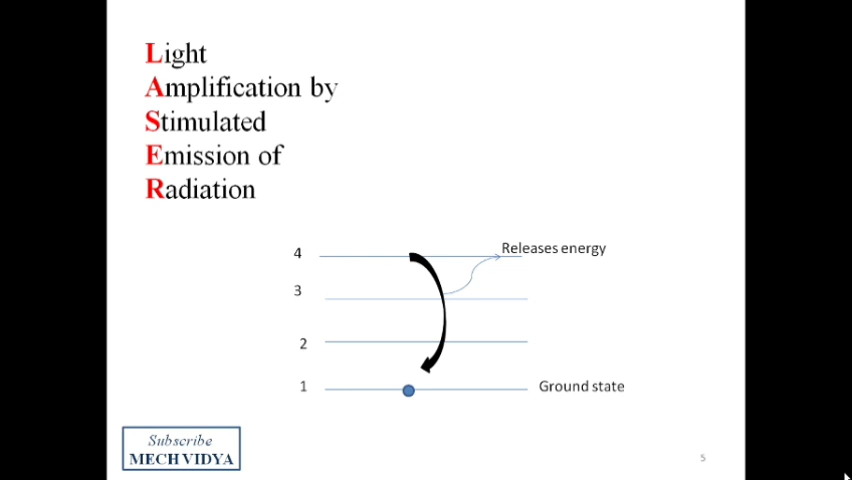 Light
Amplification by
Stimulated
Emission of
Radiation
4
Releases energy
3
2
1
Ground state
Subscribe
MECH VIDYA
5